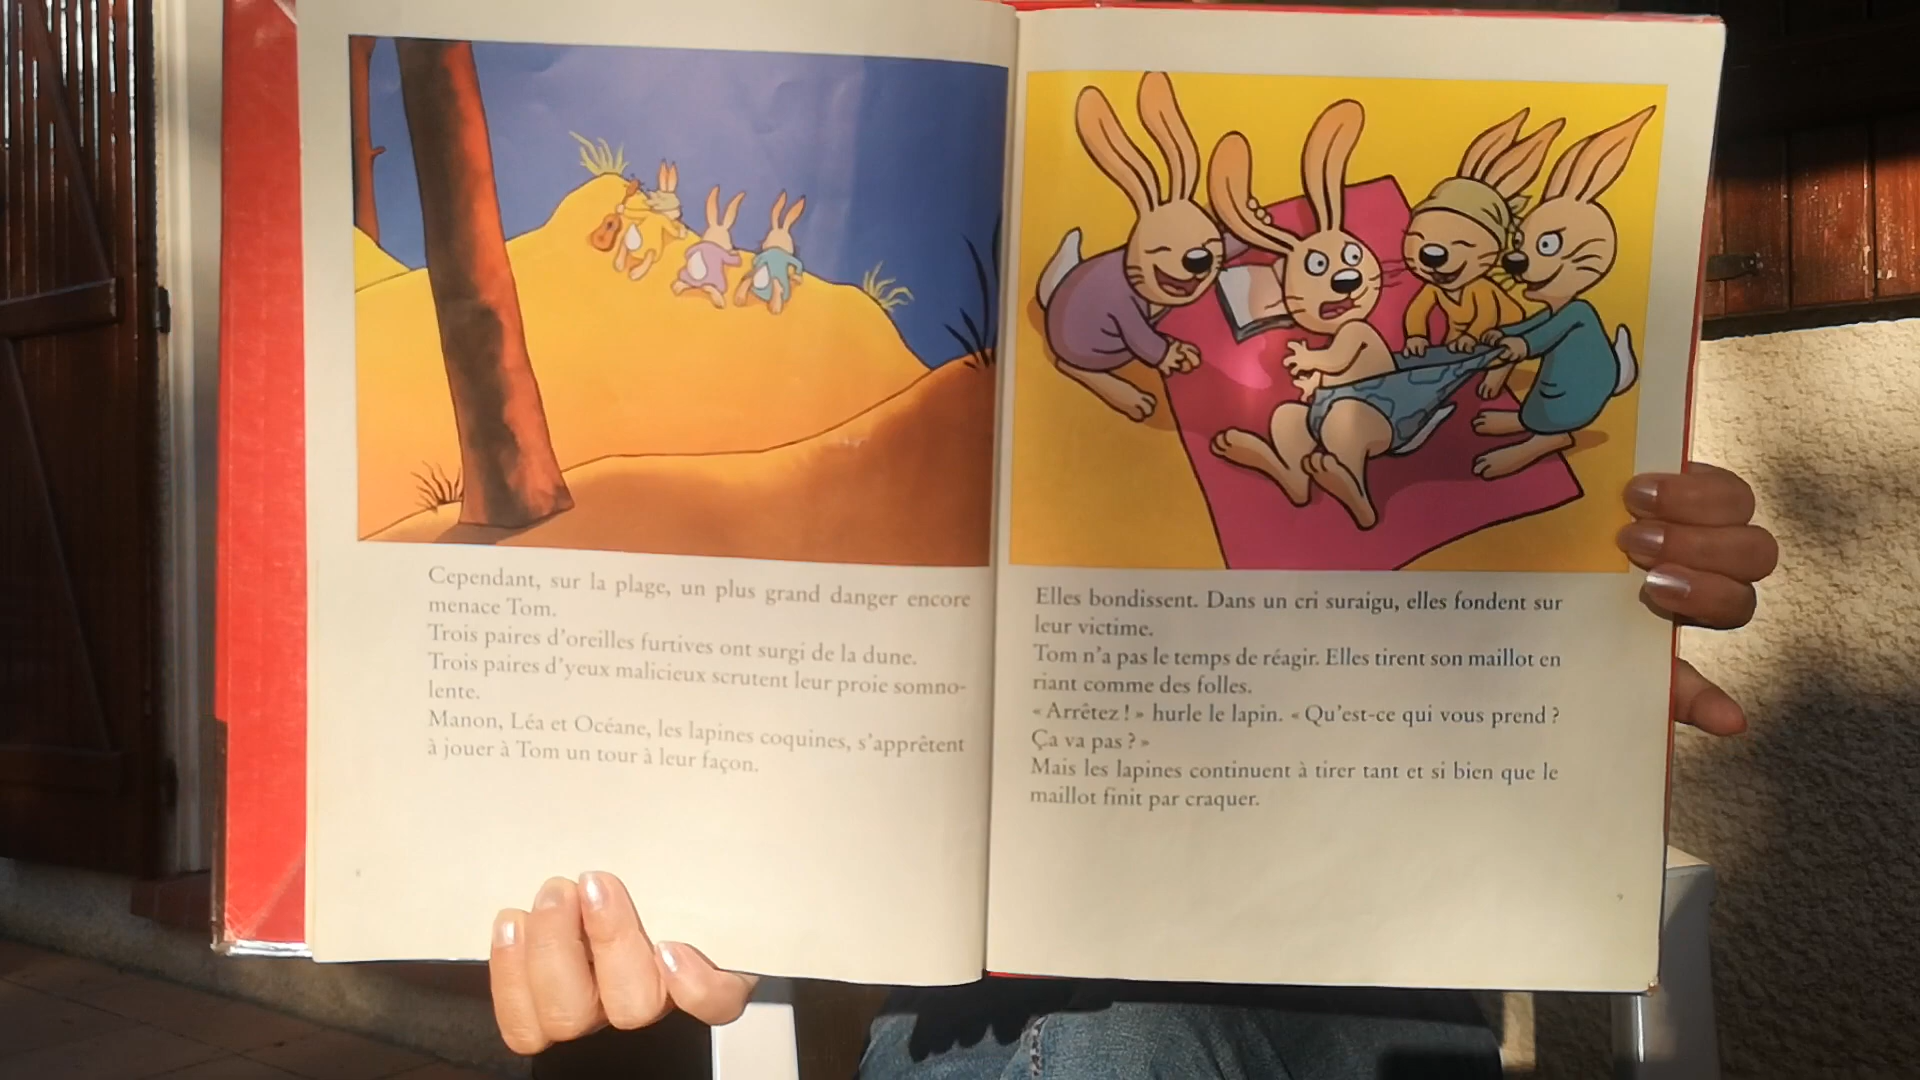 Cependant, sur la plage, un plus grand danger encore
menace Tom.
Trois paires d'oreilles furtives ont surgi de la dune.
Trois paires d'yeux malicieux scrutent leur proie somno-
lente.
Manon, Léa et Océane, les lapines coquines, s'apprêtent
à jouer à Tom un tour à leur façon.
Elles bondissent. Dans un cri suraigu, elles fondent sur
leur victime.
Tom n'a pas le temps de réagir. Elles tirent son maillot en
riant comme des folles.
« Arrêtez ! » hurle le lapin. « Qu'est-ce qui vous prend ?
Ça va pas ? »
Mais les lapines continuent à tirer tant et si bien que le
maillot finit par craquer.